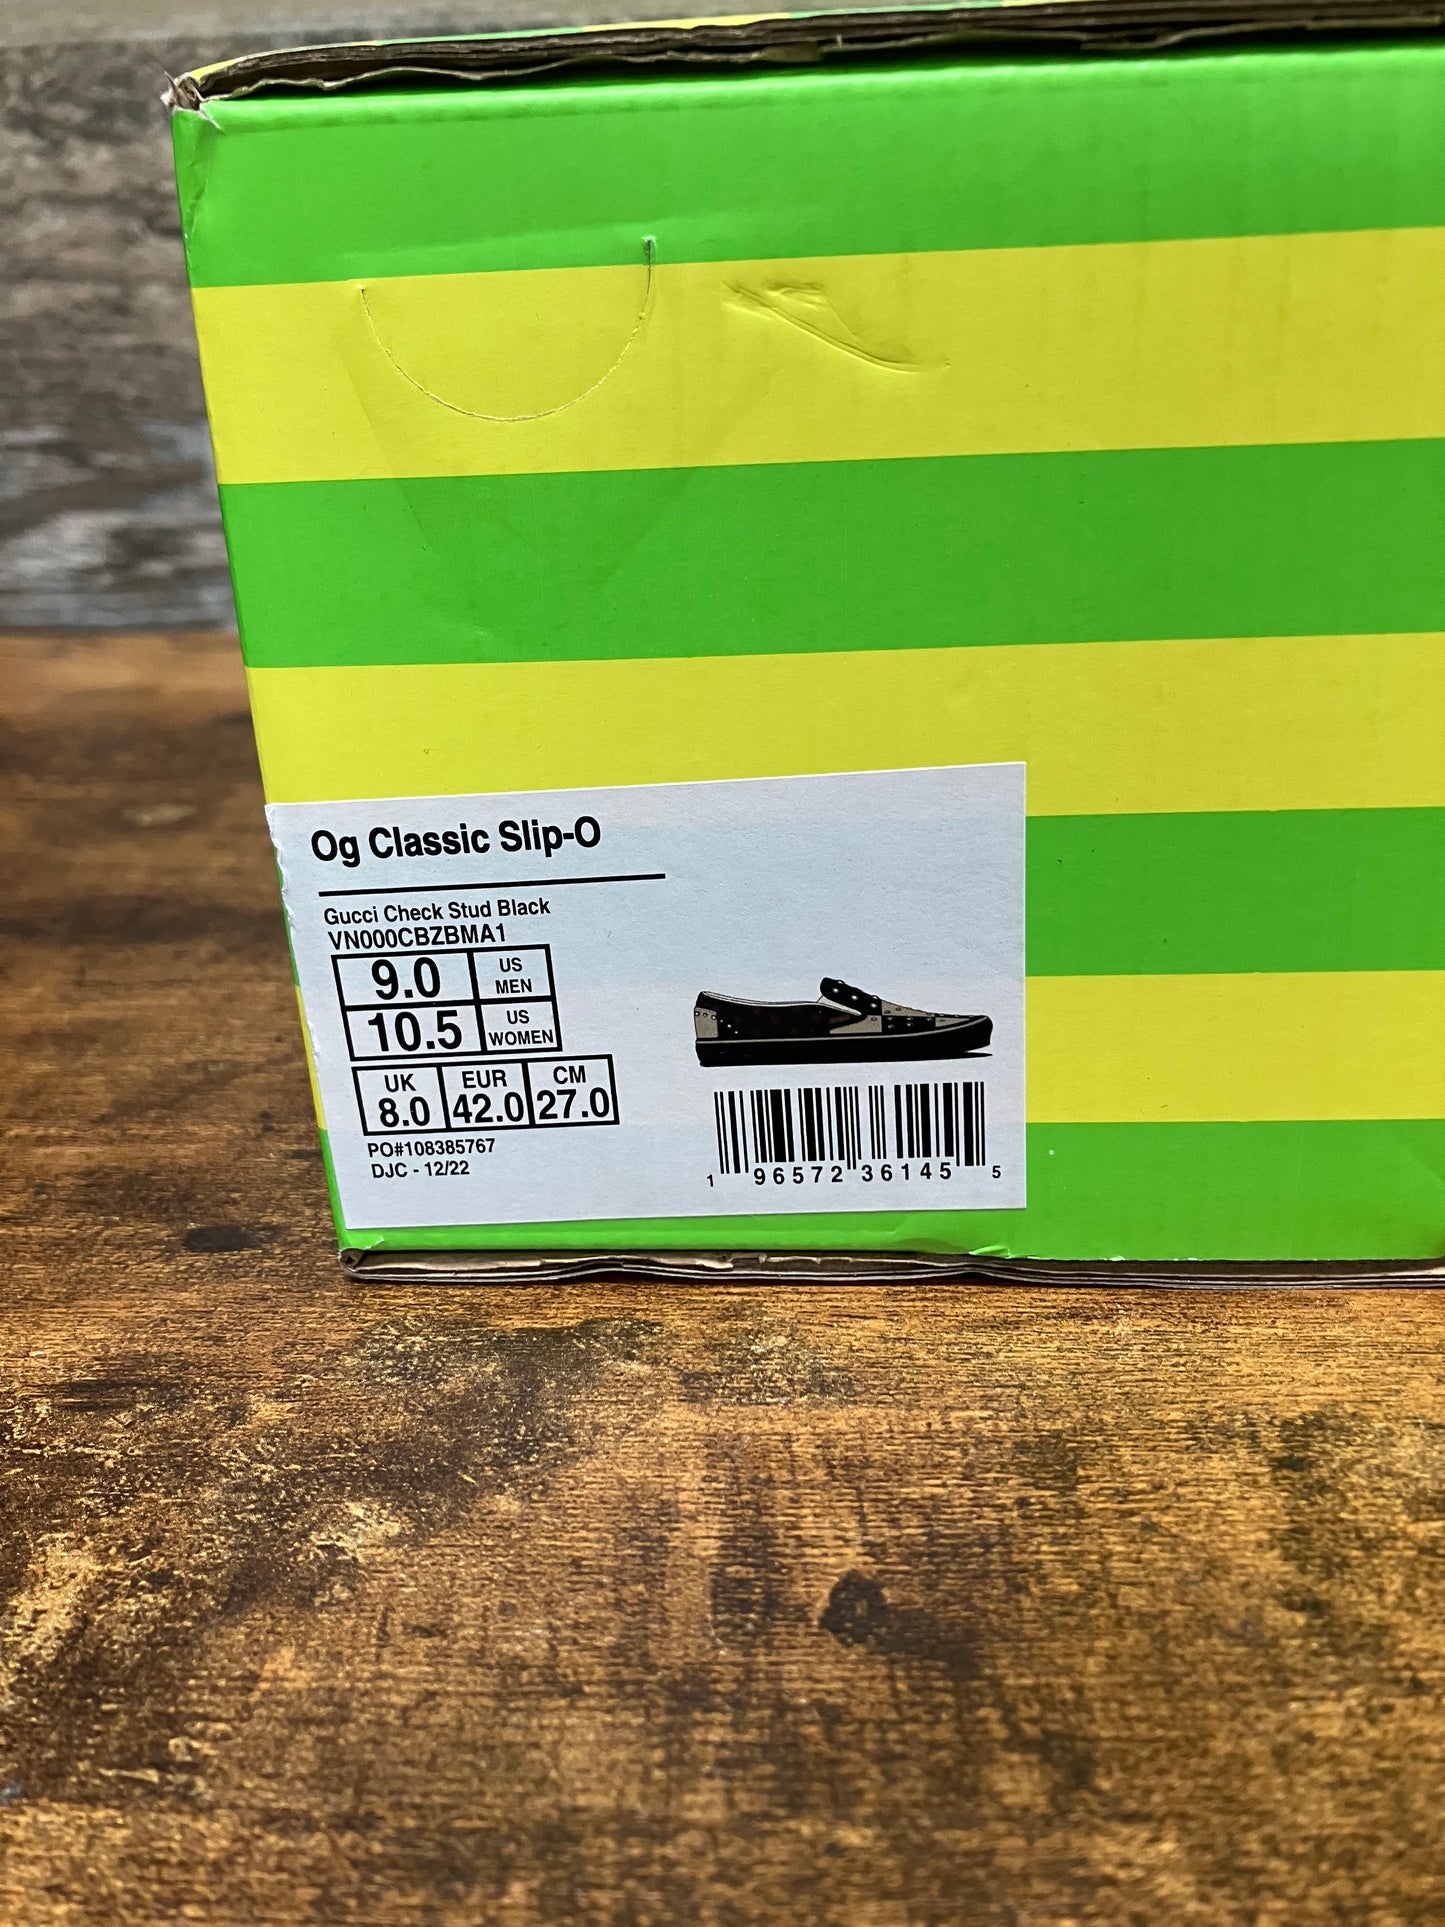 Og Classic Slip-O
Gucci Check Stud Black
VN000CBZBMA1
9.0 US MEN
10.5 US WOMEN
UK 8.0 EUR 42.0 CM 27.0
PO#108385767
DJC - 12/22
1 96572 36145 5